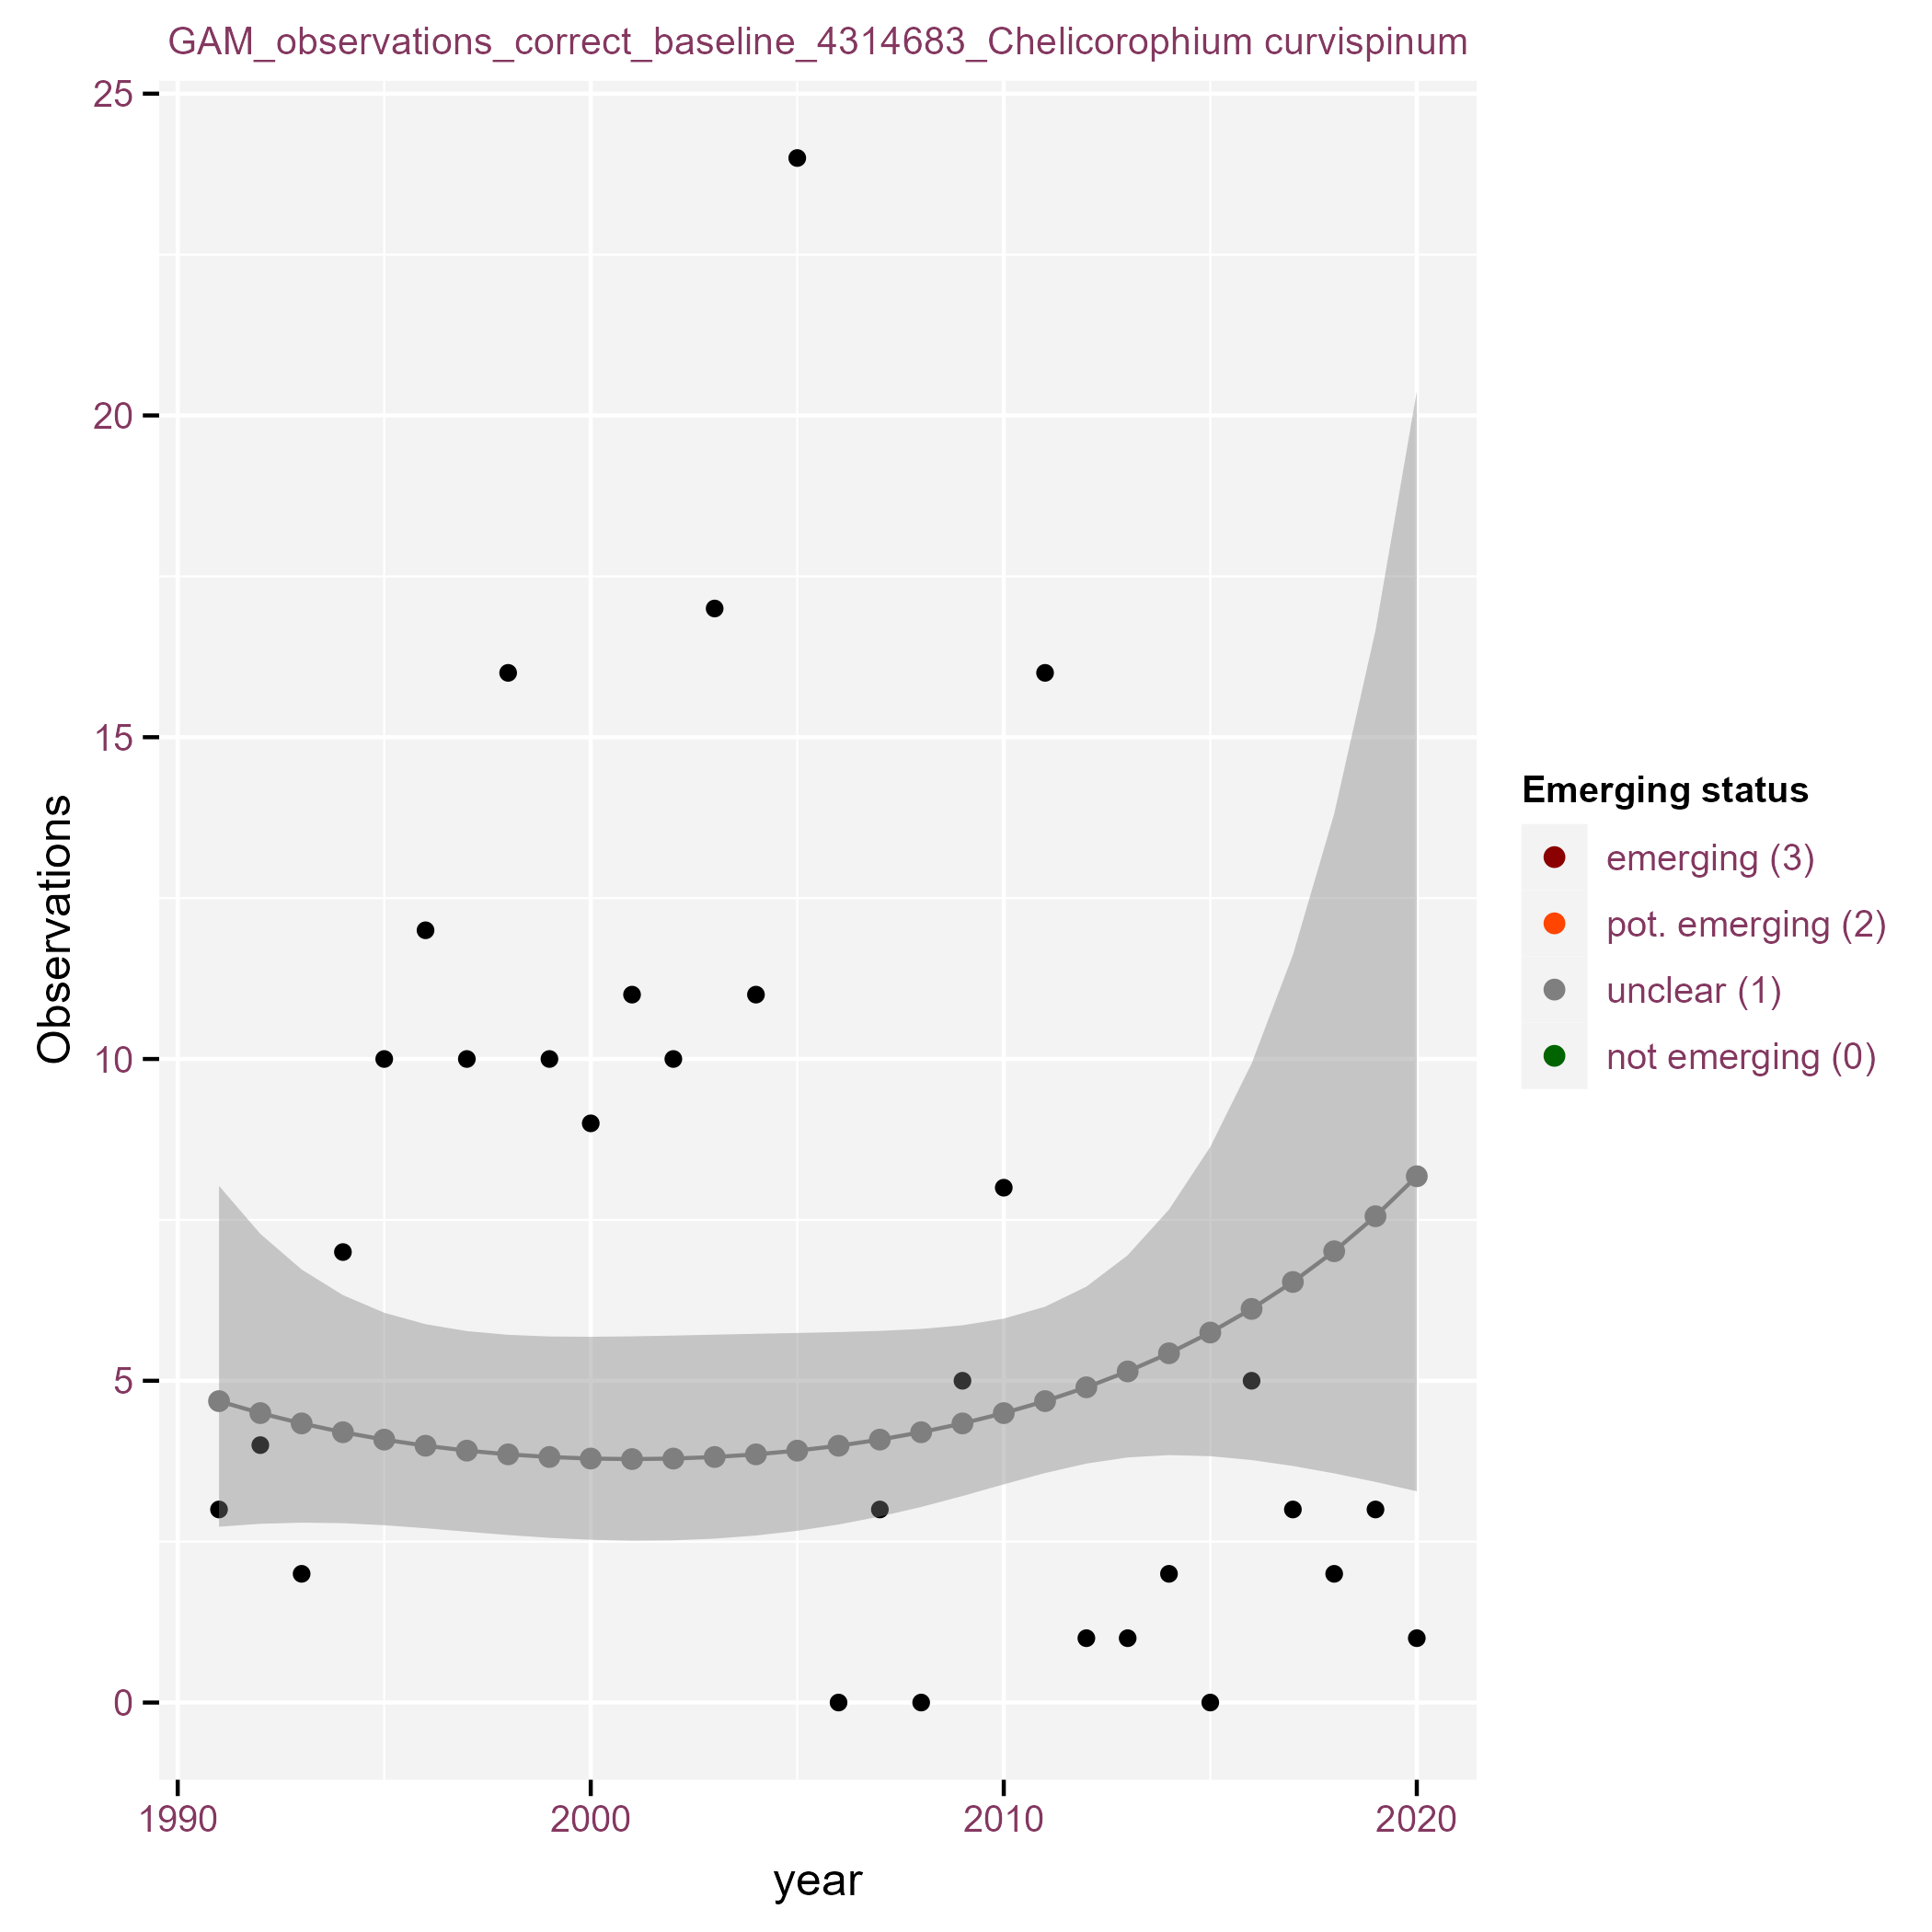 GAM_observations_correct_baseline_4314683_Chelicorophium curvispinum
25
20
15
10
5
0
Observations
1990
2000
2010
2020
year
Emerging status
emerging (3)
pot. emerging (2)
unclear (1)
not emerging (0)